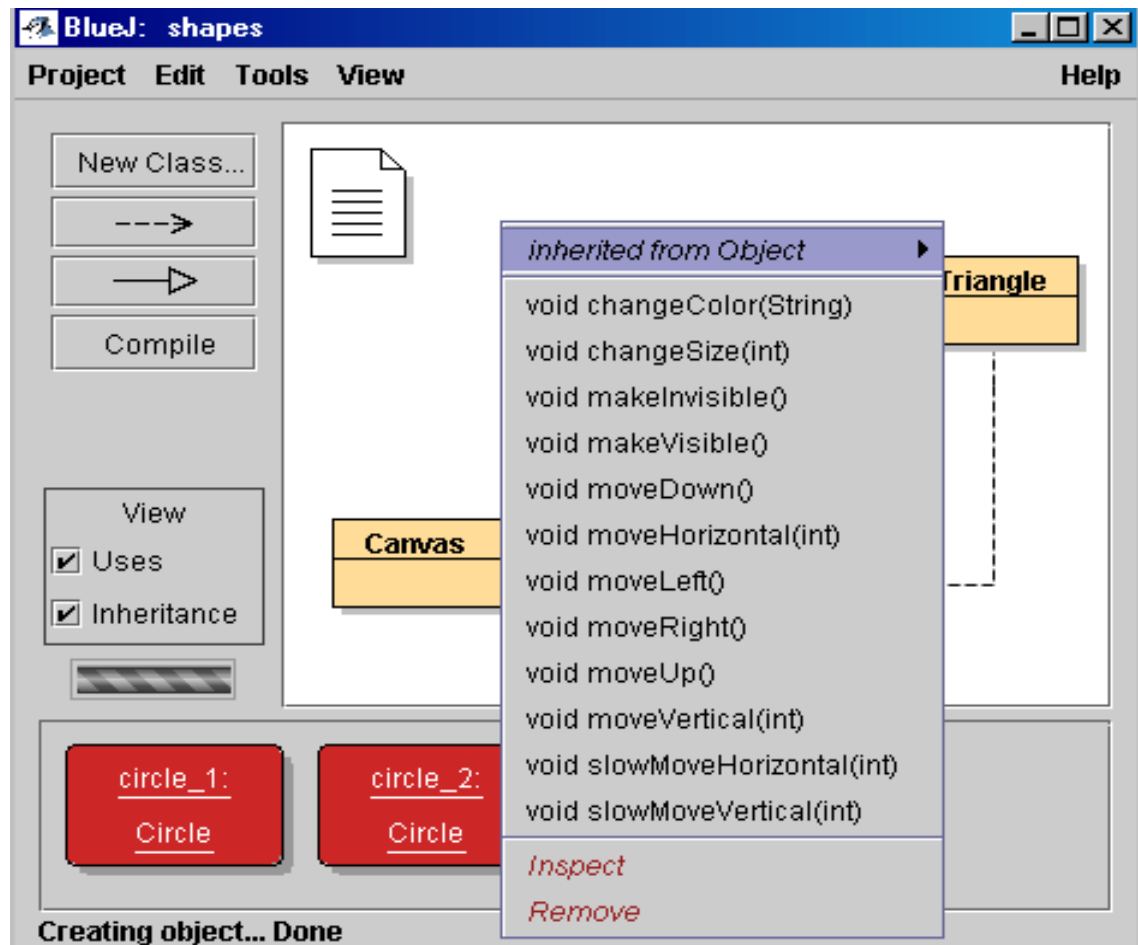 BlueJ: shapes
Project Edit Tools View Help
New Class...
Compile
View
Uses
Inheritance
Triangle
Canvas
inherited from Object
void changeColor(String)
void changeSize(int)
void makeInvisible()
void makeVisible()
void moveDown()
void moveHorizontal(int)
void moveLeft()
void moveRight()
void moveUp()
void moveVertical(int)
void slowMoveHorizontal(int)
void slowMoveVertical(int)
Inspect
Remove
circle_1:
Circle
circle_2:
Circle
Creating object... Done